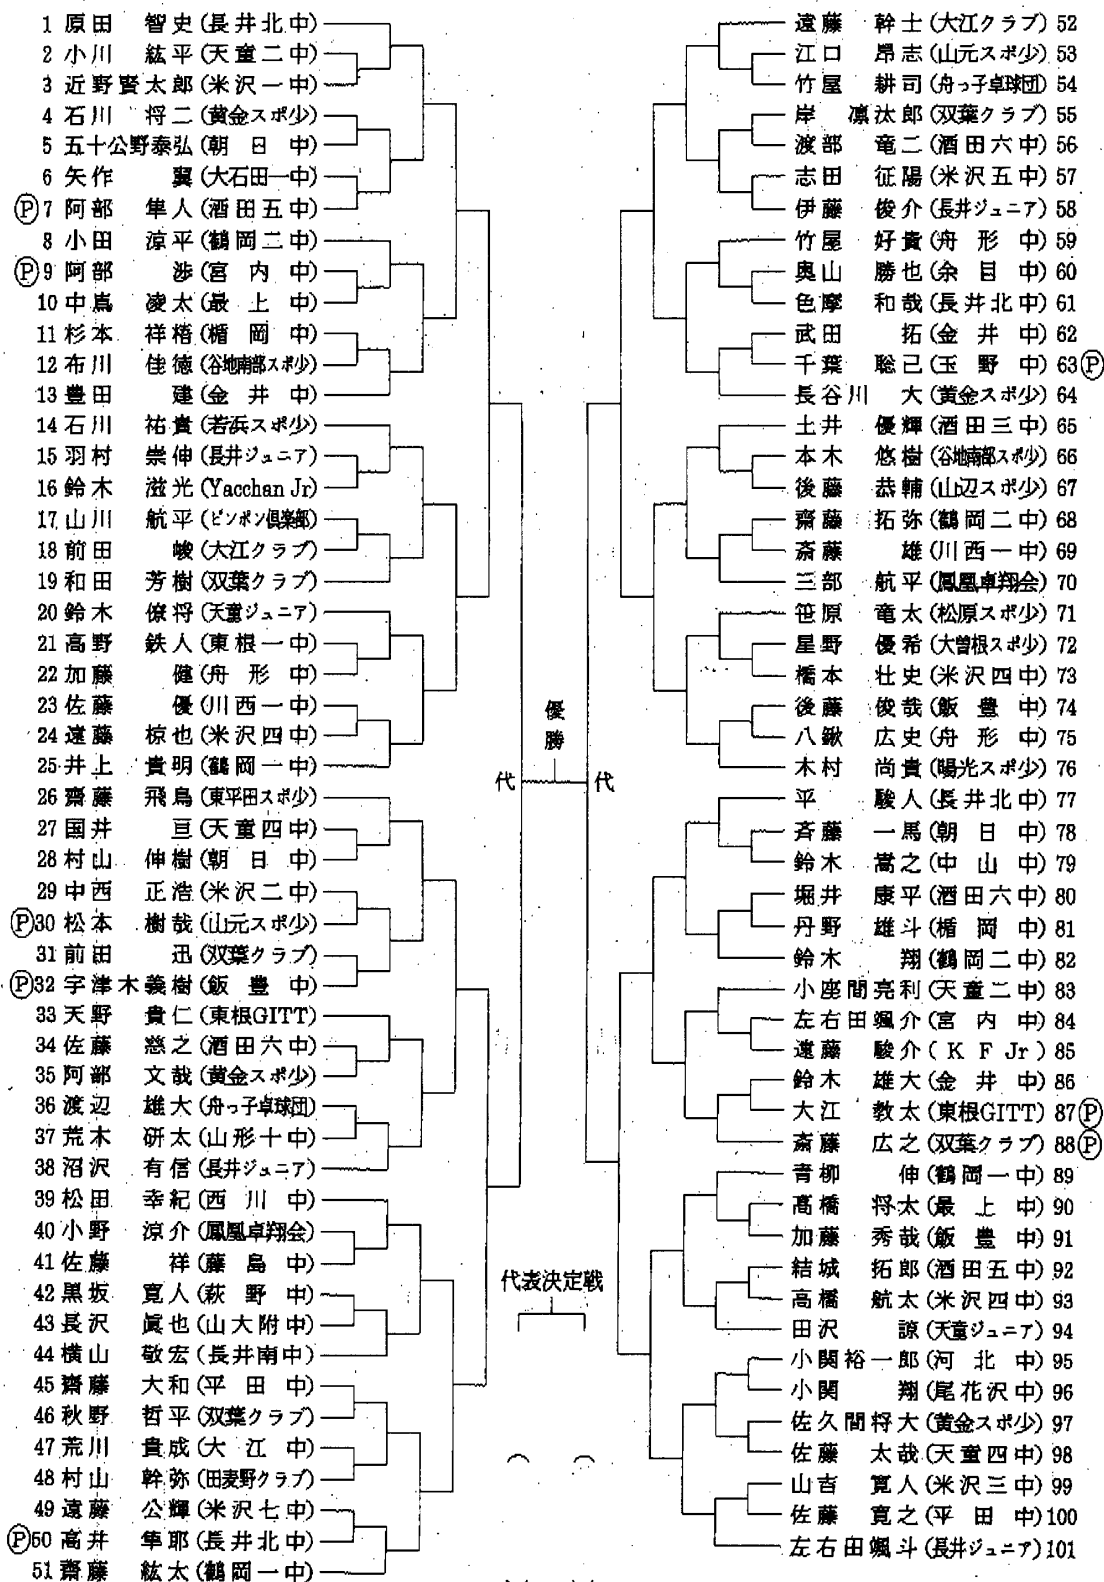 1 原田 智史 (長井北中)
2 小川 紘平 (天童二中)
3 近野賢太郎 (米沢一中)
4 石川 将二 (黄金スポ少)
5 五十公野泰弘 (朝日中)
6 矢作 翼 (大石田一中)
Ⓟ7 阿部 隼人 (酒田五中)
8 小田 涼平 (鶴岡二中)
Ⓟ9 阿部 渉 (宮内中)
10 中嶌 凌太 (最上中)
11 杉本 祥梧 (楯岡中)
12 布川 佳徳 (谷地南部スポ少)
13 豊田 建 (金井中)
14 石川 祐貴 (若浜スポ少)
15 羽村 崇伸 (長井ジュニア)
16 鈴木 滋光 (Yacchan Jr)
17 山川 航平 (ピンポン倶楽部)
18 前田 峻 (大江クラブ)
19 和田 芳樹 (双葉クラブ)
20 鈴木 僚将 (天童ジュニア)
21 高野 鉄人 (東根一中)
22 加藤 健 (舟形中)
23 佐藤 優 (川西一中)
24 遠藤 椋也 (米沢四中)
25 井上 貴明 (鶴岡一中)
26 齋藤 飛鳥 (東平田スポ少)
27 国井 亘 (天童四中)
28 村山 伸樹 (朝日中)
29 中西 正浩 (米沢二中)
Ⓟ30 松本 樹哉 (山元スポ少)
31 前田 迅 (双葉クラブ)
Ⓟ32 宇津木義樹 (飯豊中)
33 天野 貴仁 (東根GITT)
34 佐藤 慈之 (酒田六中)
35 阿部 文哉 (黄金スポ少)
36 渡辺 雄大 (舟っ子卓球団)
37 荒木 研太 (山形十中)
38 沼沢 有信 (長井ジュニア)
39 松田 幸紀 (西川中)
40 小野 涼介 (鳳凰卓翔会)
41 佐藤 祥 (藤島中)
42 黒坂 寛人 (萩野中)
43 長沢 眞也 (山大附中)
44 横山 敬宏 (長井南中)
45 齋藤 大和 (平田中)
46 秋野 哲平 (双葉クラブ)
47 荒川 貴成 (大江中)
48 村山 幹弥 (田麦野クラブ)
49 遠藤 公輝 (米沢七中)
Ⓟ50 高井 隼耶 (長井北中)
51 齋藤 紘太 (鶴岡一中)
優勝
代
代
代表決定戦
遠藤 幹士 (大江クラブ) 52
江口 昂志 (山元スポ少) 53
竹屋 耕司 (舟っ子卓球団) 54
岸 凛汰郎 (双葉クラブ) 55
渡部 竜二 (酒田六中) 56
志田 征陽 (米沢五中) 57
伊藤 俊介 (長井ジュニア) 58
竹屋 好貴 (舟形中) 59
奥山 勝也 (余目中) 60
色摩 和哉 (長井北中) 61
武田 拓 (金井中) 62
千葉 聡己 (玉野中) 63Ⓟ
長谷川 大 (黄金スポ少) 64
土井 優輝 (酒田三中) 65
本木 悠樹 (谷地南部スポ少) 66
後藤 恭輔 (山辺スポ少) 67
齋藤 拓弥 (鶴岡二中) 68
斎藤 雄 (川西一中) 69
三部 航平 (鳳凰卓翔会) 70
笹原 竜太 (松原スポ少) 71
星野 優希 (大曽根スポ少) 72
橋本 壮史 (米沢四中) 73
後藤 俊哉 (飯豊中) 74
八鍬 広史 (舟形中) 75
木村 尚貴 (陽光スポ少) 76
平 駿人 (長井北中) 77
斉藤 一馬 (朝日中) 78
鈴木 嵩之 (中山中) 79
堀井 康平 (酒田六中) 80
丹野 雄斗 (楯岡中) 81
鈴木 翔 (鶴岡二中) 82
小座間亮利 (天童二中) 83
左右田颯介 (宮内中) 84
遠藤 駿介 (KFJr) 85
鈴木 雄大 (金井中) 86
大江 教太 (東根GITT) 87Ⓟ
斎藤 広之 (双葉クラブ) 88Ⓟ
青柳 伸 (鶴岡一中) 89
高橋 将太 (最上中) 90
加藤 秀哉 (飯豊中) 91
結城 拓郎 (酒田五中) 92
高橋 航太 (米沢四中) 93
田沢 諒 (天童ジュニア) 94
小関裕一郎 (河北中) 95
小関 翔 (尾花沢中) 96
佐久間将大 (黄金スポ少) 97
佐藤 太哉 (天童四中) 98
山吉 寛人 (米沢三中) 99
佐藤 寛之 (平田中) 100
左右田颯斗 (長井ジュニア) 101